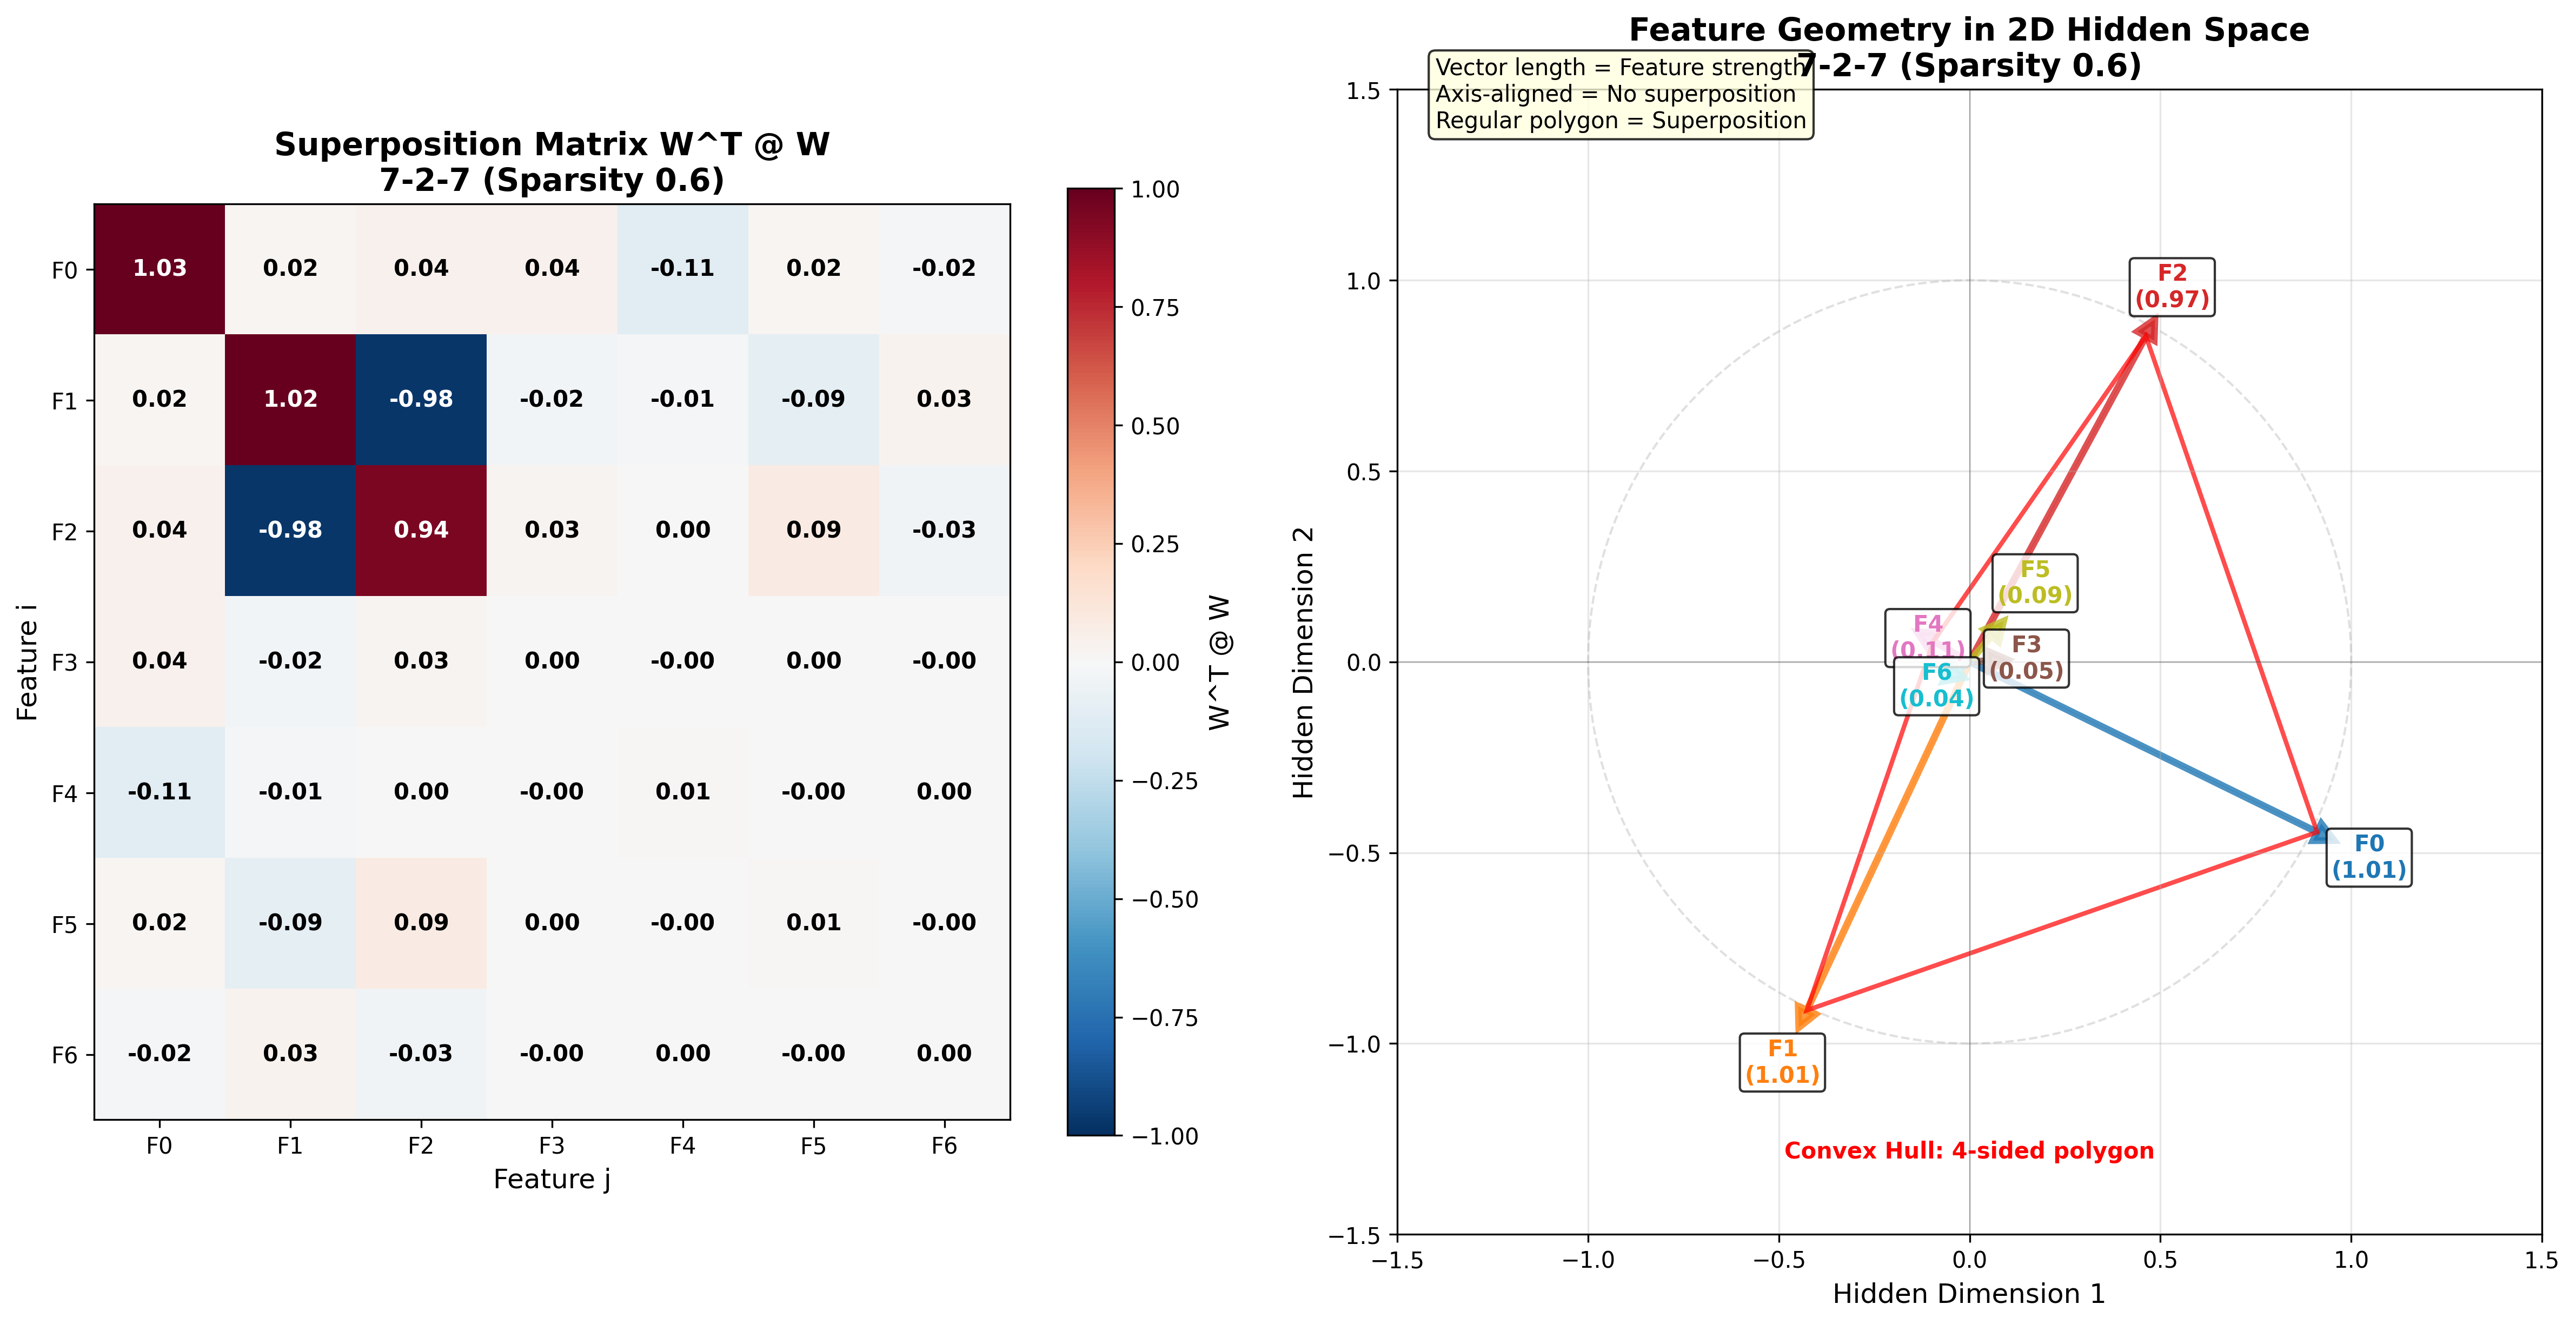 Superposition Matrix W^T @ W
7-2-7 (Sparsity 0.6)
F0 1.03 0.02 0.04 0.04 -0.11 0.02 -0.02
F1 0.02 1.02 -0.98 -0.02 -0.01 -0.09 0.03
F2 0.04 -0.98 0.94 0.03 0.00 0.09 -0.03
F3 0.04 -0.02 0.03 0.00 -0.00 0.00 -0.00
F4 -0.11 -0.01 0.00 -0.00 0.01 -0.00 0.00
F5 0.02 -0.09 0.09 0.00 -0.00 0.01 -0.00
F6 -0.02 0.03 -0.03 -0.00 0.00 -0.00 0.00
F0 F1 F2 F3 F4 F5 F6
Feature j
Feature i
1.00
0.75
0.50
0.25
0.00
−0.25
−0.50
−0.75
−1.00
W^T @ W
Feature Geometry in 2D Hidden Space
7-2-7 (Sparsity 0.6)
Vector length = Feature strength
Axis-aligned = No superposition
Regular polygon = Superposition
1.5
1.0
0.5
0.0
−0.5
−1.0
−1.5
Hidden Dimension 2
F2
(0.97)
F5
(0.09)
F4
(0.11)
F3
(0.05)
F6
(0.04)
F0
(1.01)
F1
(1.01)
Convex Hull: 4-sided polygon
−1.5 −1.0 −0.5 0.0 0.5 1.0 1.5
Hidden Dimension 1